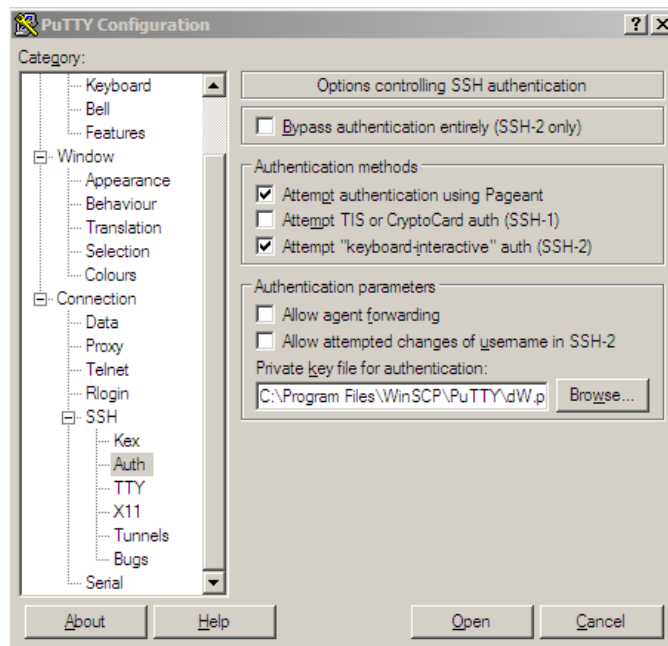 PuTTY Configuration
Category:
Keyboard
Bell
Features
Window
Appearance
Behaviour
Translation
Selection
Colours
Connection
Data
Proxy
Telnet
Rlogin
SSH
Kex
Auth
TTY
X11
Tunnels
Bugs
Serial
Options controlling SSH authentication
Bypass authentication entirely (SSH-2 only)
Authentication methods
Attempt authentication using Pageant
Attempt TIS or CryptoCard auth (SSH-1)
Attempt "keyboard-interactive" auth (SSH-2)
Authentication parameters
Allow agent forwarding
Allow attempted changes of username in SSH-2
Private key file for authentication:
C:\Program Files\WinSCP\PuTTY\dW.p
Browse...
About
Help
Open
Cancel